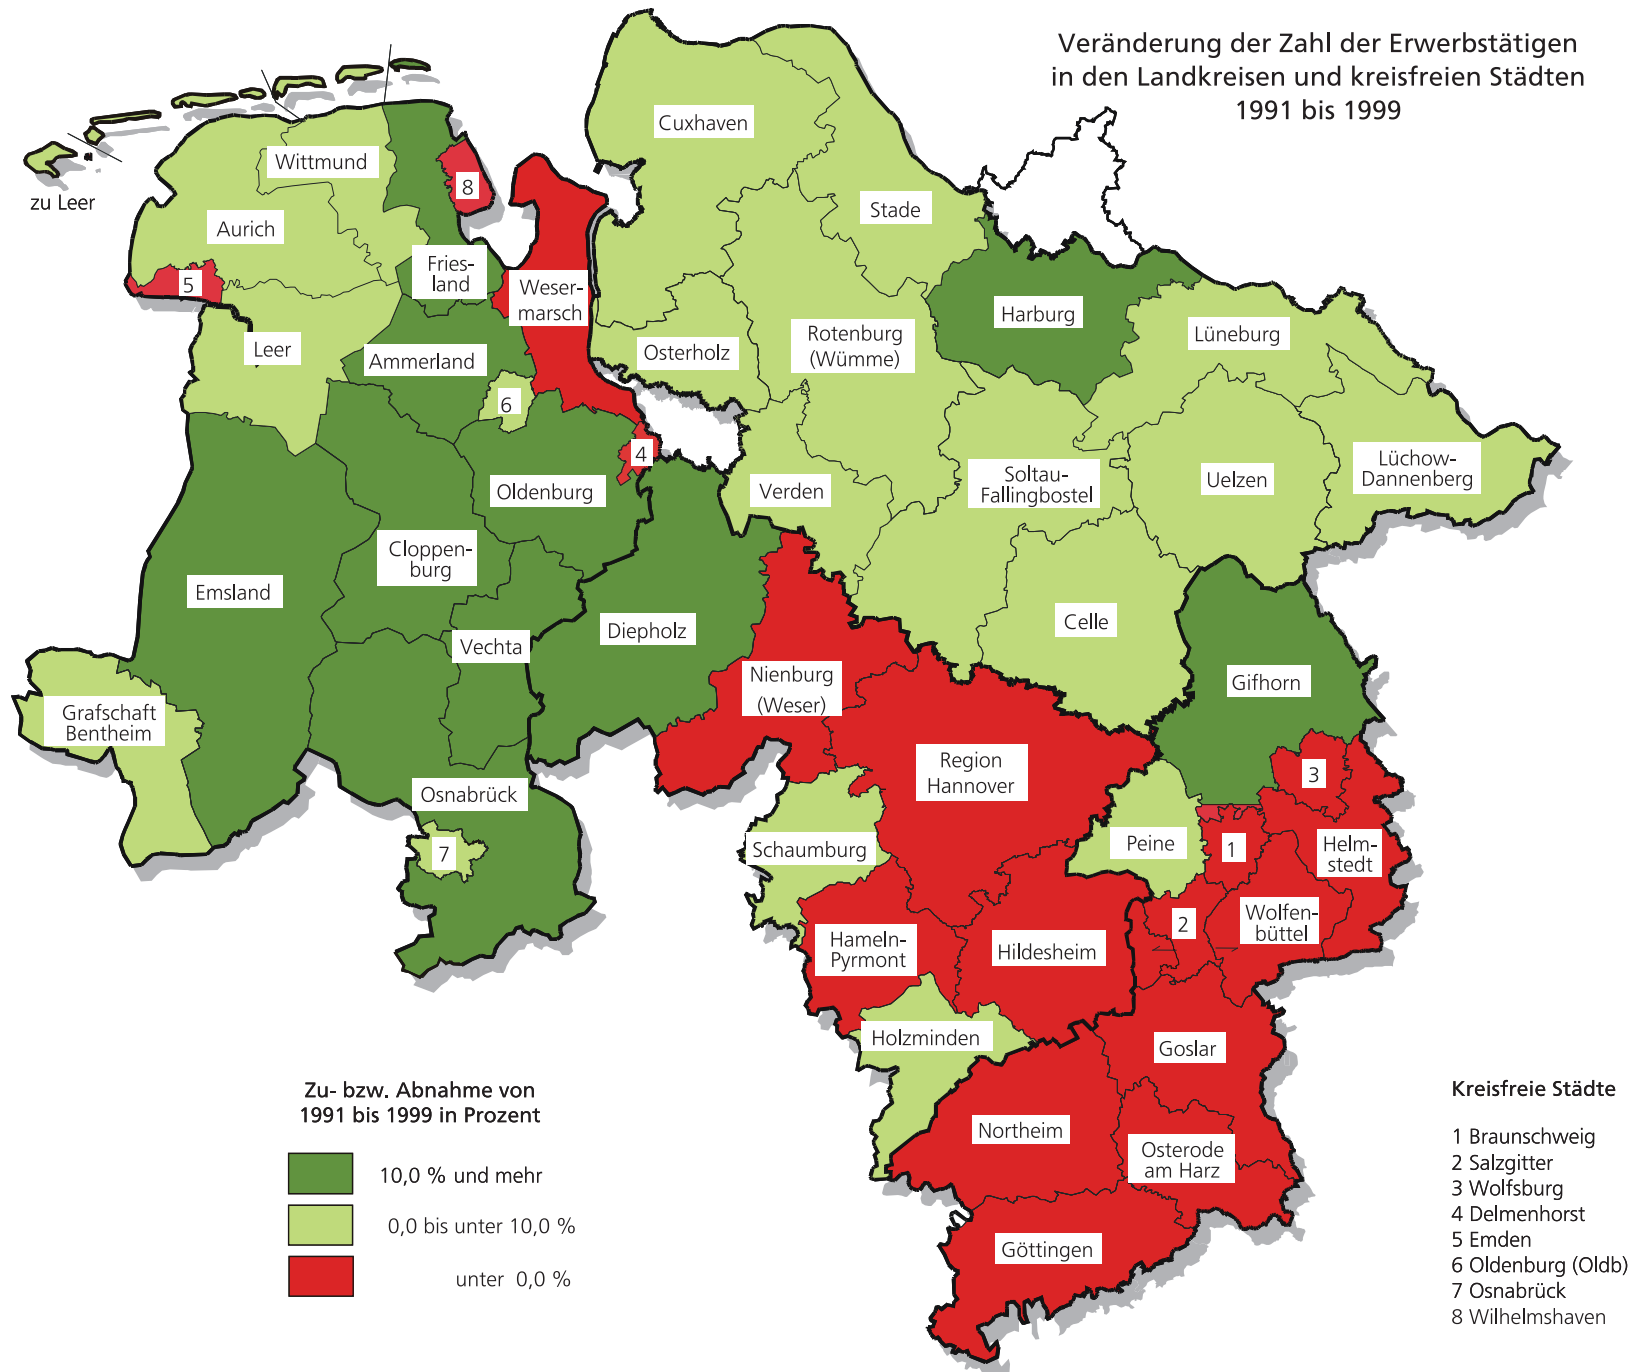 Veränderung der Zahl der Erwerbstätigen
in den Landkreisen und kreisfreien Städten
1991 bis 1999
Cuxhaven
Wittmund
8
zu Leer
Stade
Aurich
Fries-
land
5
Weser-
marsch
Harburg
Rotenburg
(Wümme)
Lüneburg
Leer
Ammerland
Osterholz
6
4
Oldenburg
Verden
Soltau-
Fallingbostel
Uelzen
Lüchow-
Dannenberg
Cloppen-
burg
Emsland
Diepholz
Celle
Vechta
Nienburg
(Weser)
Gifhorn
Grafschaft
Bentheim
Region
Hannover
3
Osnabrück
7
Schaumburg
Peine
1
Helm-
stedt
2
Wolfen-
büttel
Hameln-
Pyrmont
Hildesheim
Holzminden
Goslar
Northeim
Osterode
am Harz
Göttingen
Zu- bzw. Abnahme von
1991 bis 1999 in Prozent
10,0 % und mehr
0,0 bis unter 10,0 %
unter 0,0 %
Kreisfreie Städte
1 Braunschweig
2 Salzgitter
3 Wolfsburg
4 Delmenhorst
5 Emden
6 Oldenburg (Oldb)
7 Osnabrück
8 Wilhelmshaven